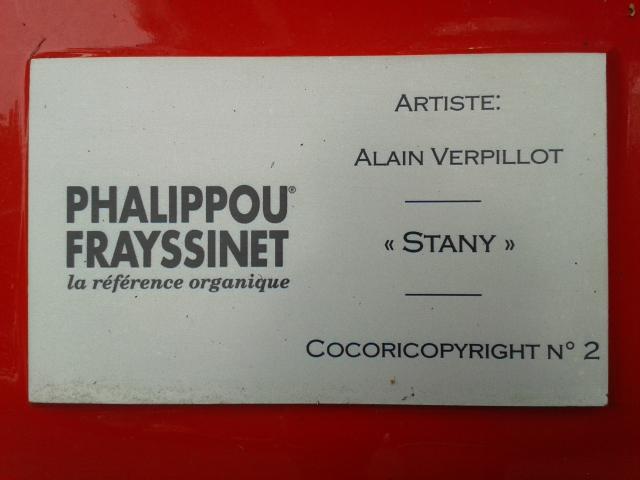 PHALIPPOU®
FRAYSSINET
la référence organique
ARTISTE:
ALAIN VERPILLOT
« STANY »
COCORICOPYRIGHT N° 2